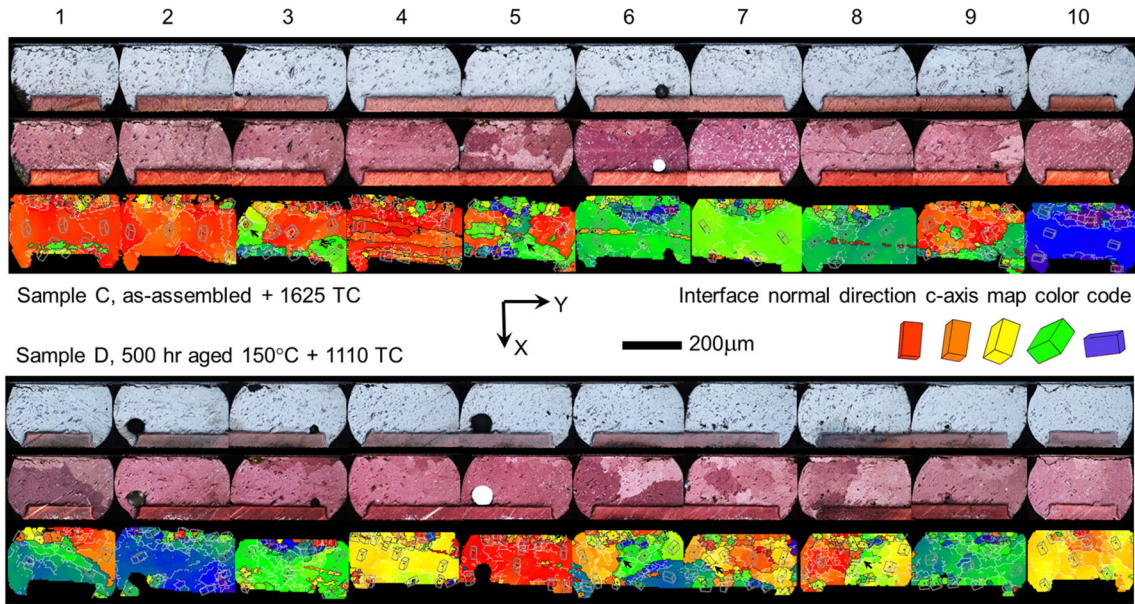 1 2 3 4 5 6 7 8 9 10
Sample C, as-assembled + 1625 TC
Y
X
Interface normal direction c-axis map color code
200μm
Sample D, 500 hr aged 150°C + 1110 TC